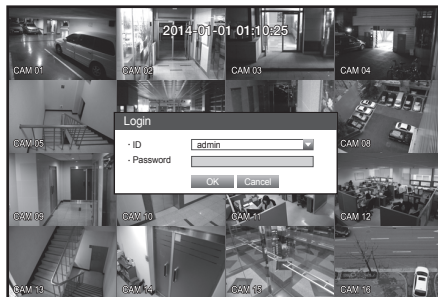 2014-01-01 01:10:25
CAM 01 CAM 02 CAM 03 CAM 04
Login
· ID admin
· Password
OK Cancel
CAM 05 CAM 08
CAM 09 CAM 10 CAM 11 CAM 12
CAM 13 CAM 14 CAM 15 CAM 16